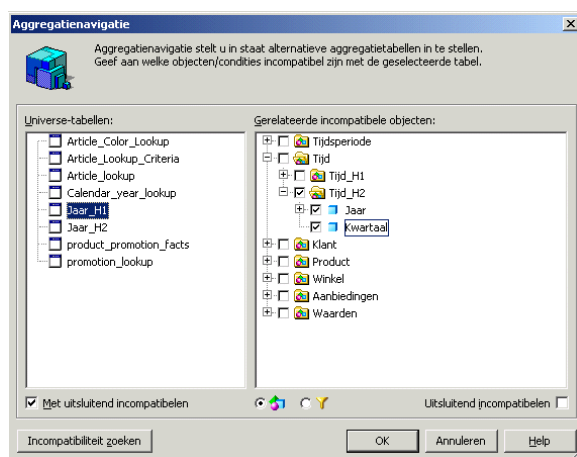 Aggregatienavigatie
Aggregatienavigatie stelt u in staat alternatieve aggregatietabellen in te stellen.
Geef aan welke objecten/condities incompatibel zijn met de geselecteerde tabel.
Universe-tabellen:
Article_Color_Lookup
Article_Lookup_Criteria
Article_lookup
Calendar_year_lookup
Jaar_H1
Jaar_H2
product_promotion_facts
promotion_lookup
Gerelateerde incompatibele objecten:
Tijdsperiode
Tijd
Tijd_H1
Tijd_H2
Jaar
Kwartaal
Klant
Product
Winkel
Aanbiedingen
Waarden
Met uitsluitend incompatibelen
Uitsluitend incompatibelen
Incompatibiliteit zoeken
OK
Annuleren
Help